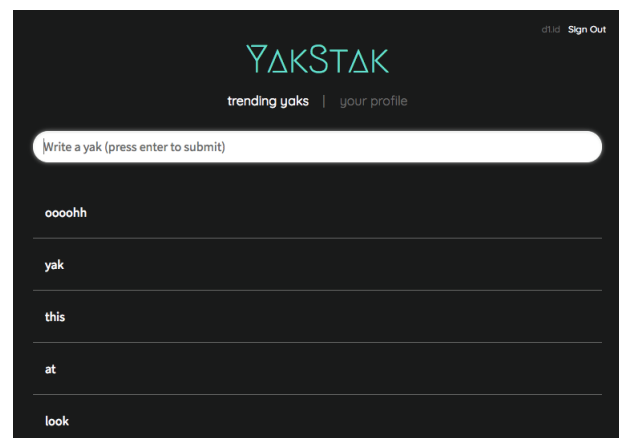 d1.id Sign Out
YAKSTAK
trending yaks | your profile
Write a yak (press enter to submit)
oooohh
yak
this
at
look